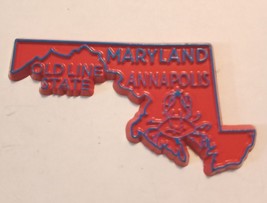 MARYLAND
OLD LINE
STATE
ANNAPOLIS